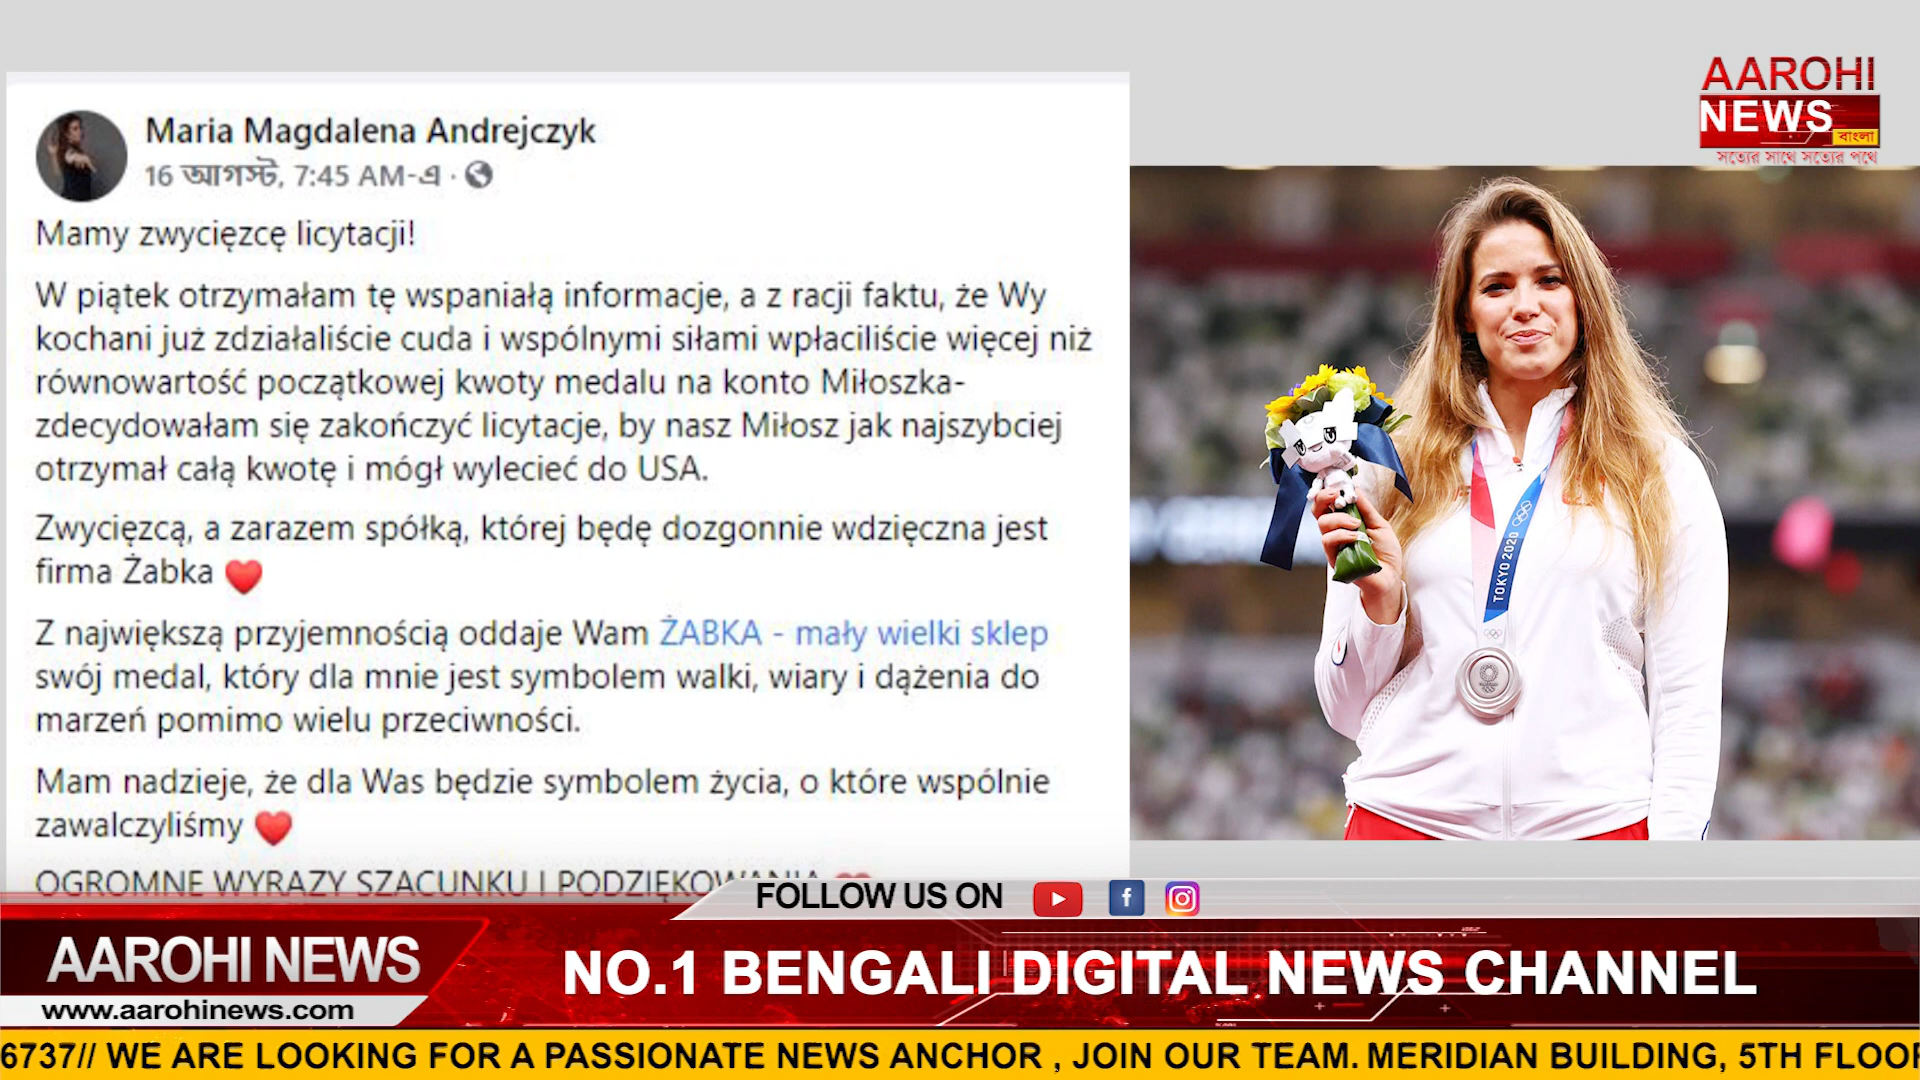 Maria Magdalena Andrejczyk
16 আগস্ট, 7:45 AM-এ ·
Mamy zwycięzcę licytacji!
W piątek otrzymałam tę wspaniałą informacje, a z racji faktu, że Wy
kochani już zdziałaliście cuda i wspólnymi siłami wpłaciliście więcej niż
równowartość początkowej kwoty medalu na konto Miłoszka-
zdecydowałam się zakończyć licytacje, by nasz Miłosz jak najszybciej
otrzymał całą kwotę i mógł wylecieć do USA.
Zwycięzcą, a zarazem spółką, której będę dozgonnie wdzięczna jest
firma Żabka ❤
Z największą przyjemnością oddaje Wam ŻABKA - mały wielki sklep
swój medal, który dla mnie jest symbolem walki, wiary i dążenia do
marzeń pomimo wielu przeciwności.
Mam nadzieje, że dla Was będzie symbolem życia, o które wspólnie
zawalczyliśmy ❤
OGROMNE WYRAZY SZACUNKU I PODZIĘKOWANIA ❤
AAROHI
NEWS
বাংলা
সত্যের সাথে সত্যের পথে
TOKYO 2020
FOLLOW US ON
AAROHI NEWS
www.aarohinews.com
NO.1 BENGALI DIGITAL NEWS CHANNEL
6737// WE ARE LOOKING FOR A PASSIONATE NEWS ANCHOR , JOIN OUR TEAM. MERIDIAN BUILDING, 5TH FLOOR